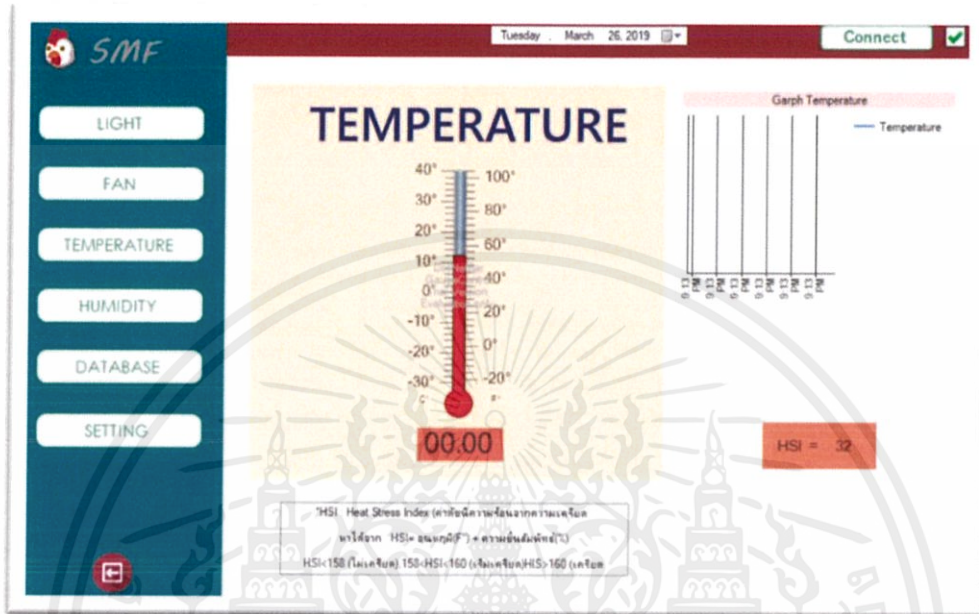 SMF
Tuesday , March 26, 2019
Connect
LIGHT
FAN
TEMPERATURE
HUMIDITY
DATABASE
SETTING
TEMPERATURE
40° 100°
30° 80°
20° 60°
10° 40°
0° 20°
-10° 0°
-20° -20°
-30°
C F
00.00
Garph Temperature
Temperature
PM PM PM PM PM PM
HSI = 32
*HSI Heat Stress Index (ค่าดัชนีความร้อนจากความเครียด
หาได้จาก HSI= อุณหภูมิ(F°) + ความชื้นสัมพัทธ์(%)
HSI<158 (ไม่เครียด) 158<HSI<160 (เริ่มเครียด)HIS>160 (เครียด